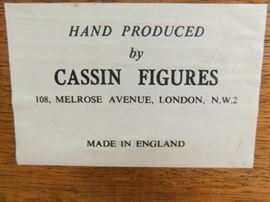 HAND PRODUCED
by
CASSIN FIGURES
108, MELROSE AVENUE, LONDON, N.W.2
MADE IN ENGLAND